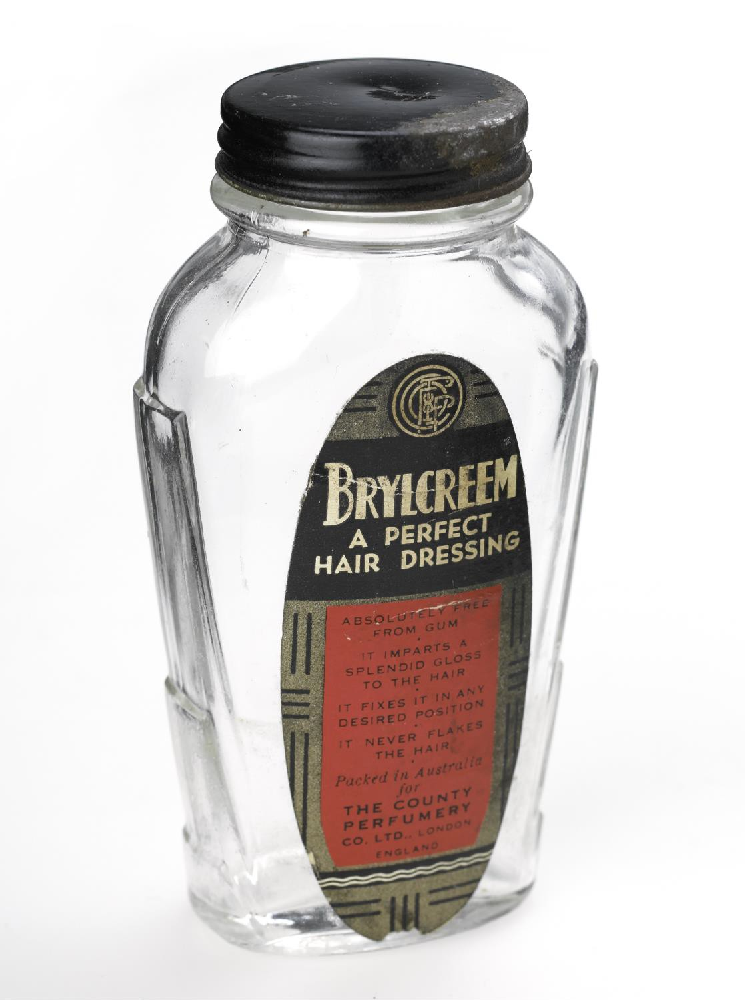 BRYLCREEM
A PERFECT
HAIR DRESSING
ABSOLUTELY FREE
FROM GUM
IT IMPARTS A
SPLENDID GLOSS
TO THE HAIR
IT FIXES IT IN ANY
DESIRED POSITION
IT NEVER FLAKES
THE HAIR
Packed in Australia
for
THE COUNTY
PERFUMERY
CO. LTD., LONDON
ENGLAND